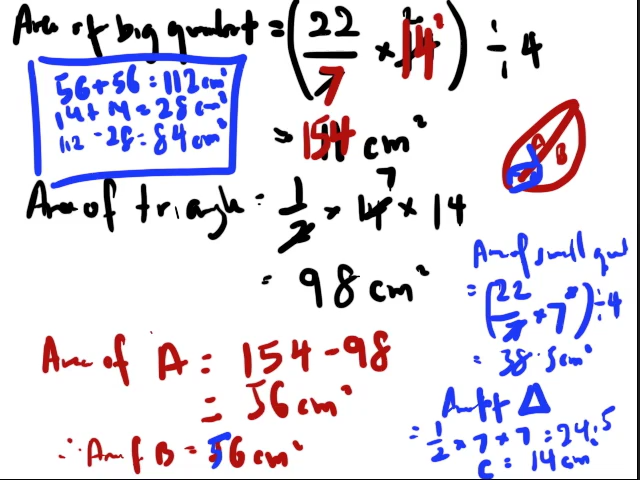 Area of big quadrant = (22/7 × 14²) ÷ 4
= 154 cm²
56 + 56 = 112 cm²
14 + 14 = 28 cm²
112 - 28 = 84 cm²
A
B
Area of triangle = 1/2 × 14 × 14
7
= 98 cm²
Area of A = 154 - 98
= 56 cm²
∴ Area of B = 56 cm²
Area of small quad
= (22/7 × 7²) ÷ 4
= 38.5 cm²
Area of Δ
= 1/2 × 7 × 7 = 24.5
C = 14 cm²